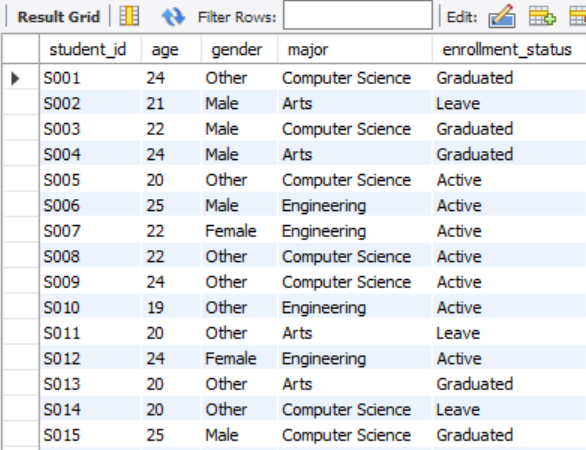 Result Grid Filter Rows: Edit:
student_id age gender major enrollment_status
S001 24 Other Computer Science Graduated
S002 21 Male Arts Leave
S003 22 Male Computer Science Graduated
S004 24 Male Arts Graduated
S005 20 Other Computer Science Active
S006 25 Male Engineering Active
S007 22 Female Engineering Active
S008 22 Other Computer Science Active
S009 24 Other Computer Science Active
S010 19 Other Engineering Active
S011 20 Other Arts Leave
S012 24 Female Engineering Active
S013 20 Other Arts Graduated
S014 20 Other Computer Science Leave
S015 25 Male Computer Science Graduated